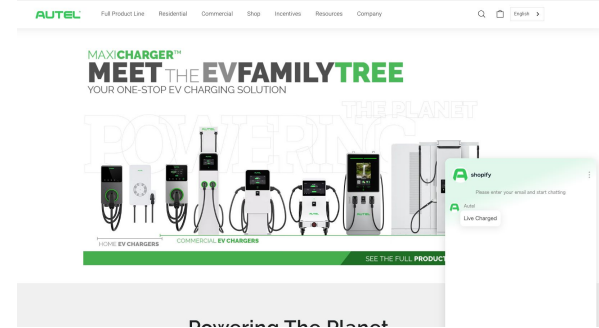 AUTEL
Full Product Line
Residential
Commercial
Shop
Incentives
Resources
Company
English
MAXICHARGER™
MEET THE EVFAMILYTREE
YOUR ONE-STOP EV CHARGING SOLUTION
THE PLANET
POWERING
HOME EV CHARGERS
COMMERCIAL EV CHARGERS
SEE THE FULL PRODUCT
shopify
Please enter your email and start chatting
Autel
Live Charged
Powering The Planet